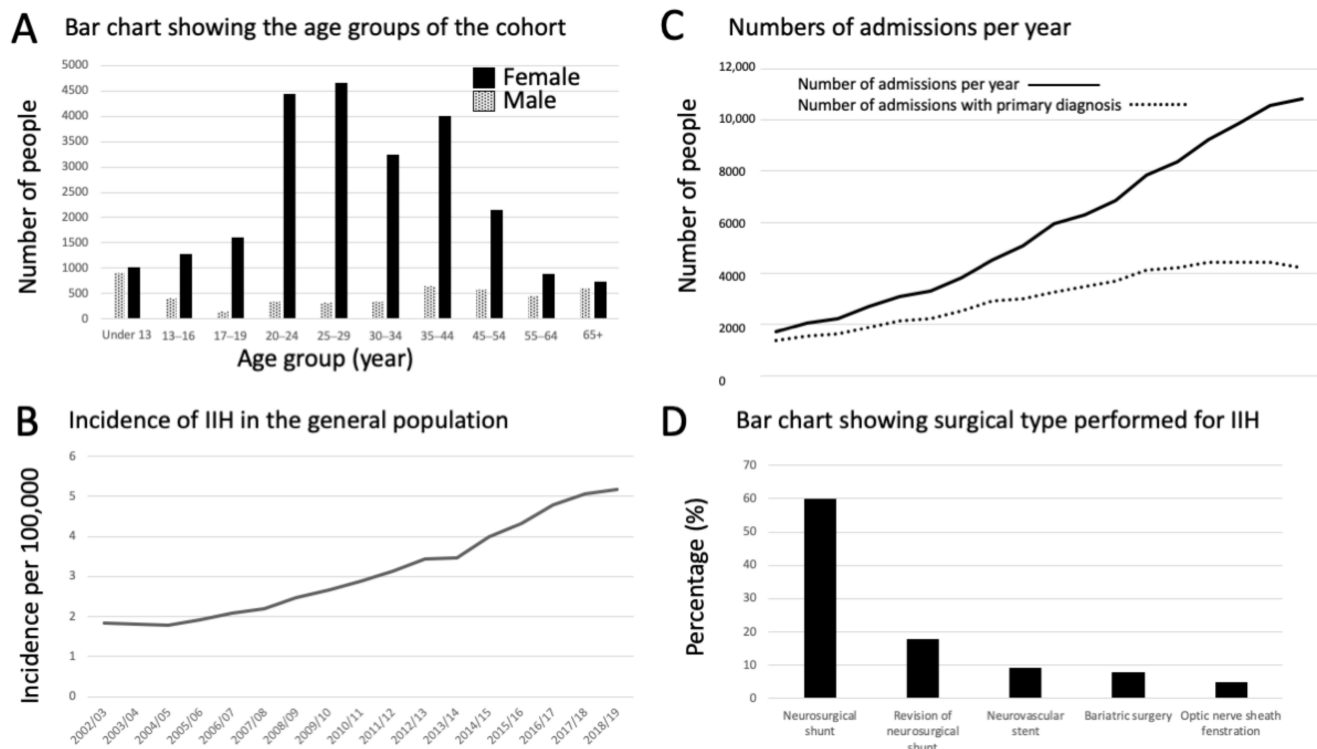 A Bar chart showing the age groups of the cohort
Number of people
5000
4500
4000
3500
3000
2500
2000
1500
1000
500
0
Female
Male
Under 13 13–16 17–19 20–24 25–29 30–34 35–44 45–54 55–64 65+
Age group (year)
B Incidence of IIH in the general population
Incidence per 100,000
6
5
4
3
2
1
0
2002/03 2003/04 2004/05 2005/06 2006/07 2007/08 2008/09 2009/10 2010/11 2011/12 2012/13 2013/14 2014/15 2015/16 2016/17 2017/18 2018/19
C Numbers of admissions per year
Number of people
12,000
10,000
8000
6000
4000
2000
0
Number of admissions per year
Number of admissions with primary diagnosis
D Bar chart showing surgical type performed for IIH
Percentage (%)
70
60
50
40
30
20
10
0
Neurosurgical
shunt
Revision of
neurosurgical
shunt
Neurovascular
stent
Bariatric surgery
Optic nerve sheath
fenstration